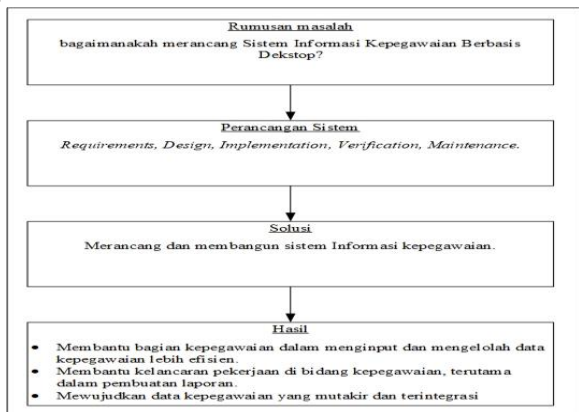 Rumusan masalah
bagaimanakah merancang Sistem Informasi Kepegawaian Berbasis
Dekstop?
Perancangan Sistem
Requirements, Design, Implementation, Verification, Maintenance.
Solusi
Merancang dan membangun sistem Informasi kepegawaian.
Hasil
• Membantu bagian kepegawaian dalam menginput dan mengelolah data
kepegawaian lebih efisien.
• Membantu kelancaran pekerjaan di bidang kepegawaian, terutama
dalam pembuatan laporan.
• Mewujudkan data kepegawaian yang mutakir dan terintegrasi